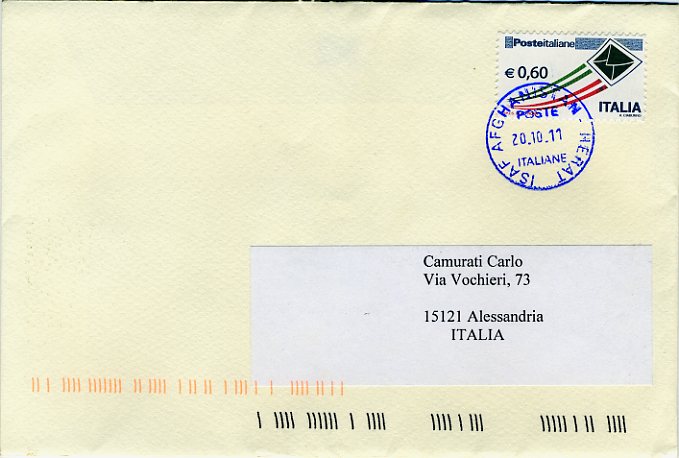 Posteitaliane
€ 0,60
ITALIA
ISAF AFGHANISTAN - HERAT
POSTE
20.10.11
ITALIANE
Camurati Carlo
Via Vochieri, 73
15121 Alessandria
ITALIA